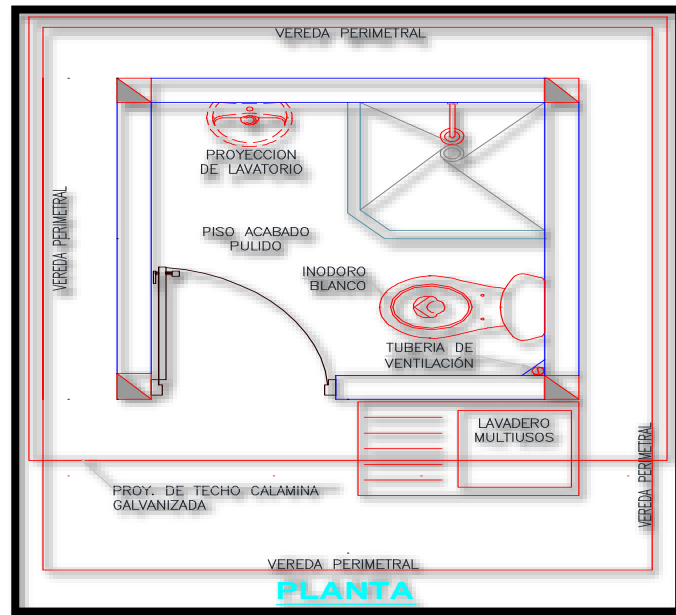 VEREDA PERIMETRAL
PROYECCION
DE LAVATORIO
VEREDA PERIMETRAL
PISO ACABADO
PULIDO
INODORO
BLANCO
TUBERIA DE
VENTILACIÓN
LAVADERO
MULTIUSOS
VEREDA PERIMETRAL
PROY. DE TECHO CALAMINA
GALVANIZADA
VEREDA PERIMETRAL
PLANTA